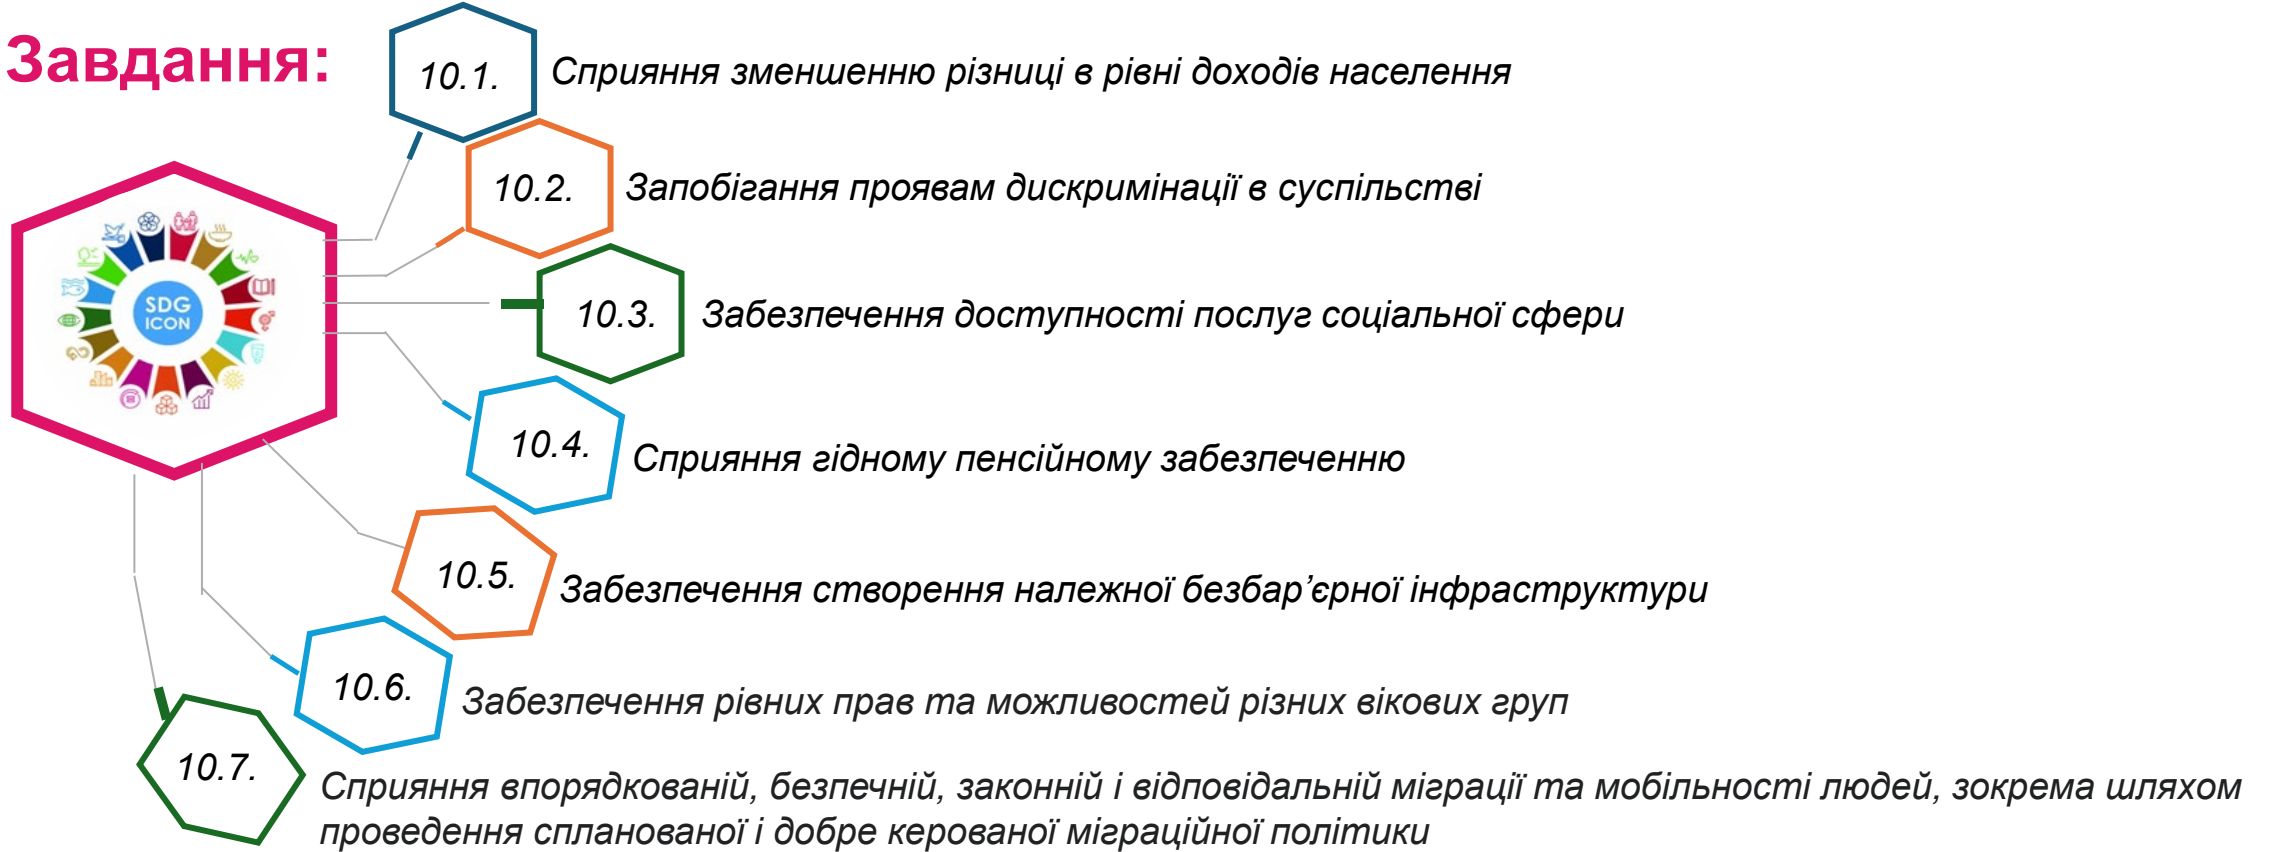 Завдання:
10.1.
Сприяння зменшенню різниці в рівні доходів населення
10.2.
Запобігання проявам дискримінації в суспільстві
SDG
ICON
10.3.
Забезпечення доступності послуг соціальної сфери
10.4.
Сприяння гідному пенсійному забезпеченню
10.5.
Забезпечення створення належної безбар’єрної інфраструктури
10.6.
Забезпечення рівних прав та можливостей різних вікових груп
10.7.
Сприяння впорядкованій, безпечній, законній і відповідальній міграції та мобільності людей, зокрема шляхом
проведення спланованої і добре керованої міграційної політики